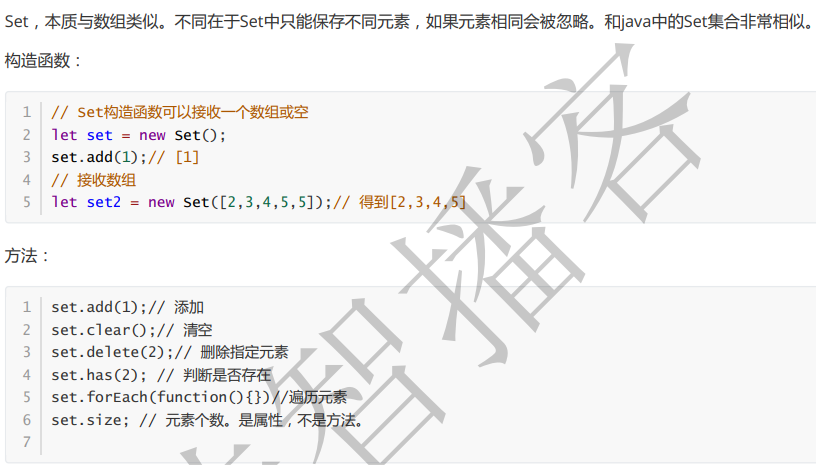 Set，本质与数组类似。不同在于Set中只能保存不同元素，如果元素相同会被忽略。和java中的Set集合非常相似。
构造函数：
1 // Set构造函数可以接收一个数组或空
2 let set = new Set();
3 set.add(1);// [1]
4 // 接收数组
5 let set2 = new Set([2,3,4,5,5]);// 得到[2,3,4,5]
方法：
1 set.add(1);// 添加
2 set.clear();// 清空
3 set.delete(2);// 删除指定元素
4 set.has(2); // 判断是否存在
5 set.forEach(function(){})//遍历元素
6 set.size; // 元素个数。是属性，不是方法。
7
智播客